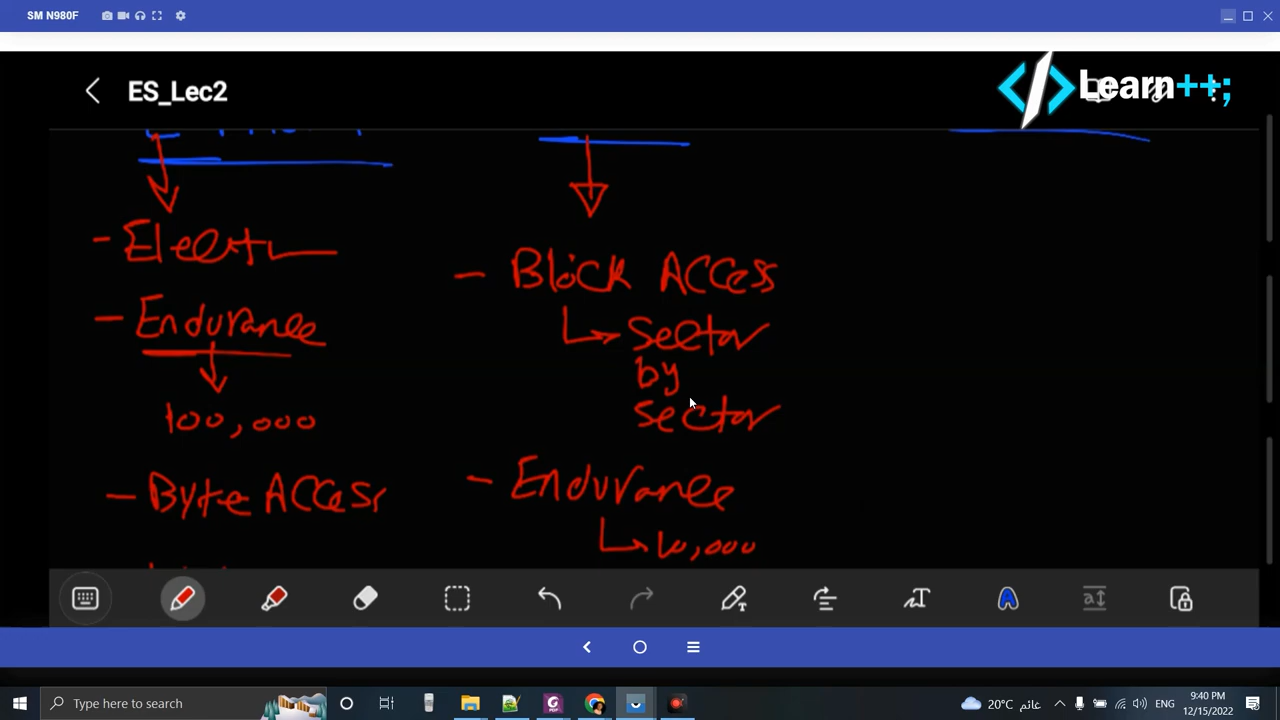 SM N980F
ES_Lec2
Learn++;
- Electr
- Endurance
100,000
- Byte Access
- Block Access
Sector
by
Sector
- Endurance
10,000
Type here to search
20°C غائم
ENG
9:40 PM
12/15/2022